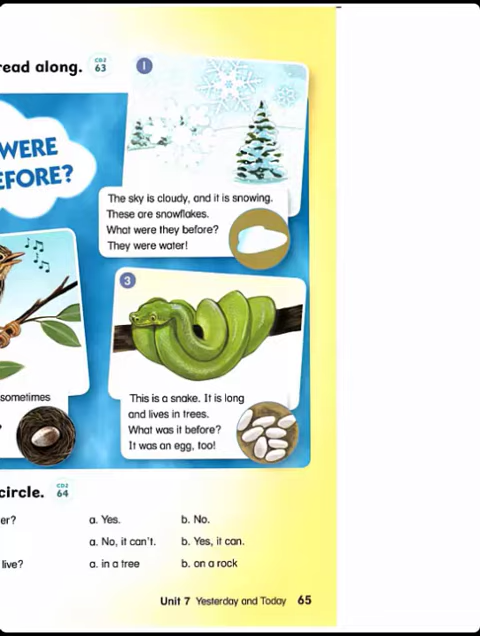 read along. CD2 63
WERE
EFORE?
1
The sky is cloudy, and it is snowing.
These are snowflakes.
What were they before?
They were water!
3
sometimes
?
This is a snake. It is long
and lives in trees.
What was it before?
It was an egg, too!
circle. CD2 64
er? a. Yes. b. No.
a. No, it can't. b. Yes, it can.
live? a. in a tree b. on a rock
Unit 7 Yesterday and Today 65